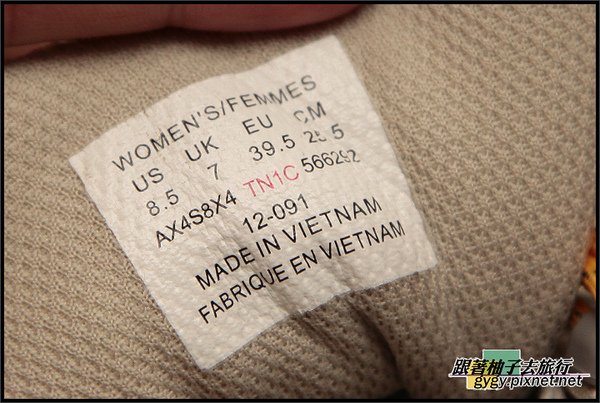 WOMEN'S/FEMMES
US UK EU CM
8.5 7 39.5 25.5
AX4S8X4 TN1C 566292
12-091
MADE IN VIETNAM
FABRIQUE EN VIETNAM
跟著柚子去旅行
gygy.pixnet.net